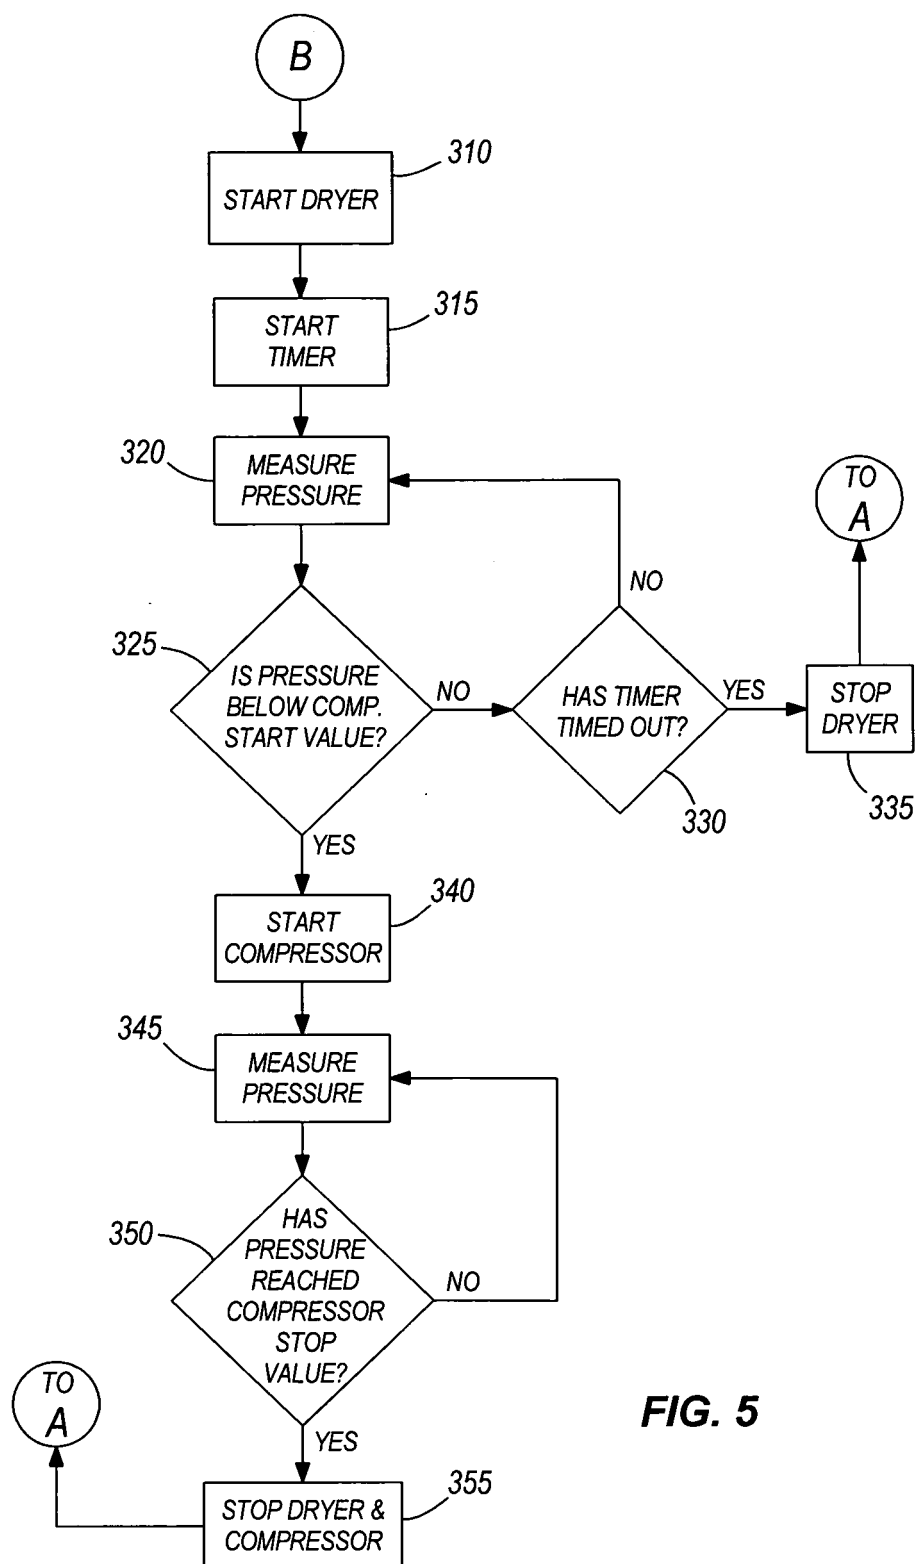 B
310
START DRYER
315
START
TIMER
320
MEASURE
PRESSURE
TO
A
NO
325
IS PRESSURE
BELOW COMP.
START VALUE?
NO
HAS TIMER
TIMED OUT?
YES
STOP
DRYER
330
335
YES
340
START
COMPRESSOR
345
MEASURE
PRESSURE
350
HAS
PRESSURE
REACHED
COMPRESSOR
STOP
VALUE?
NO
TO
A
YES
FIG. 5
355
STOP DRYER &
COMPRESSOR